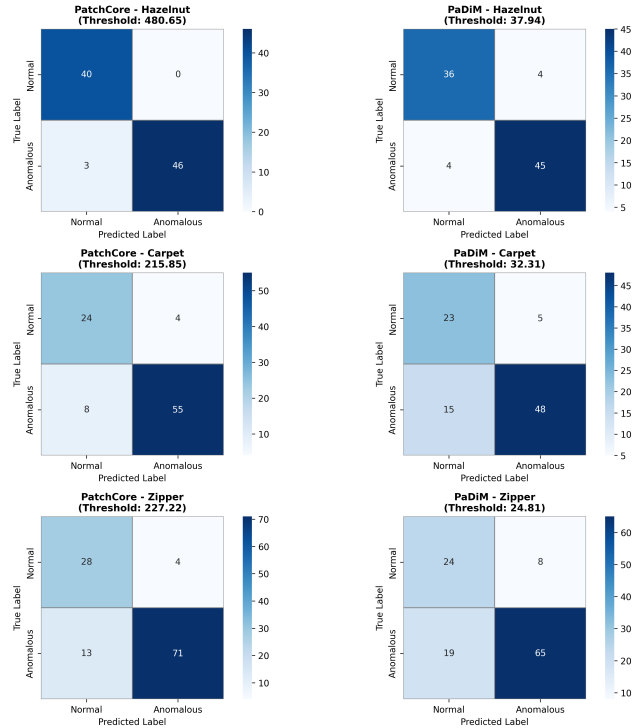 PatchCore - Hazelnut
(Threshold: 480.65)
True Label
Normal
Anomalous
40
0
3
46
Normal
Anomalous
Predicted Label
40
30
20
10
0
PaDiM - Hazelnut
(Threshold: 37.94)
True Label
Normal
Anomalous
36
4
4
45
Normal
Anomalous
Predicted Label
45
40
35
30
25
20
15
10
5
PatchCore - Carpet
(Threshold: 215.85)
True Label
Normal
Anomalous
24
4
8
55
Normal
Anomalous
Predicted Label
50
40
30
20
10
PaDiM - Carpet
(Threshold: 32.31)
True Label
Normal
Anomalous
23
5
15
48
Normal
Anomalous
Predicted Label
45
40
35
30
25
20
15
10
5
PatchCore - Zipper
(Threshold: 227.22)
True Label
Normal
Anomalous
28
4
13
71
Normal
Anomalous
Predicted Label
70
60
50
40
30
20
10
PaDiM - Zipper
(Threshold: 24.81)
True Label
Normal
Anomalous
24
8
19
65
Normal
Anomalous
Predicted Label
60
50
40
30
20
10